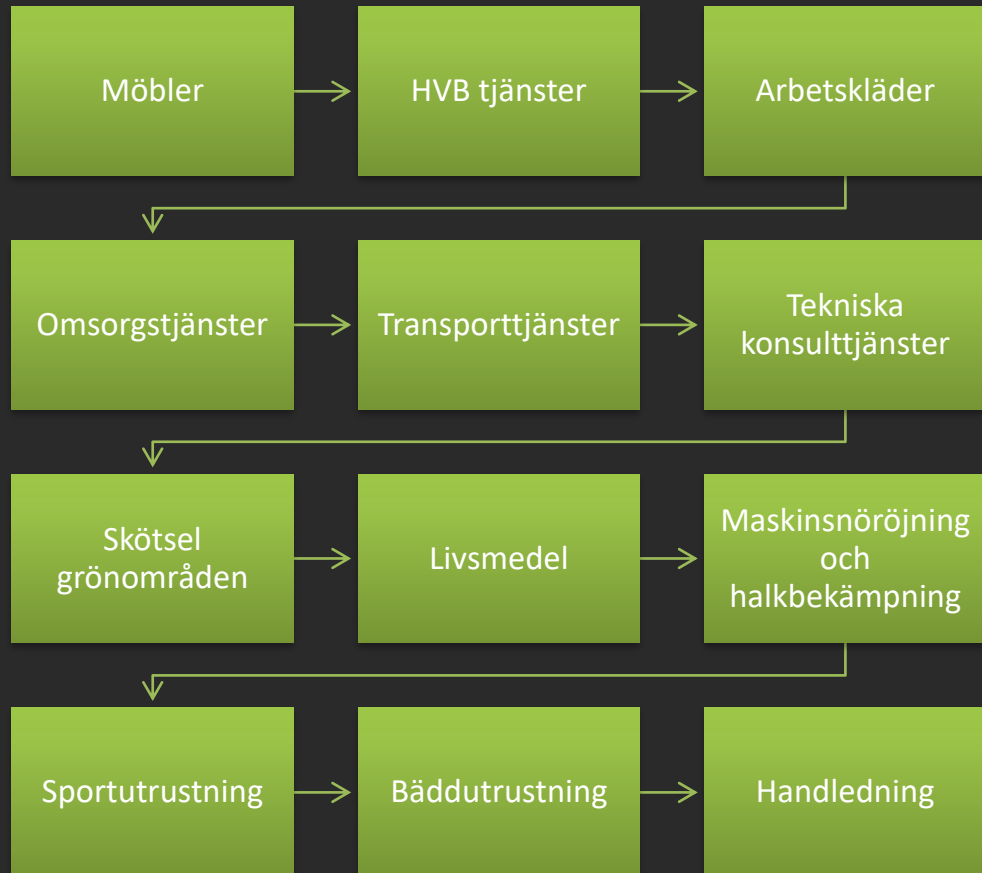 Möbler
HVB tjänster
Arbetskläder
Omsorgstjänster
Transporttjänster
Tekniska
konsulttjänster
Skötsel
grönområden
Livsmedel
Maskinsnöröjning
och
halkbekämpning
Sportutrustning
Bäddutrustning
Handledning